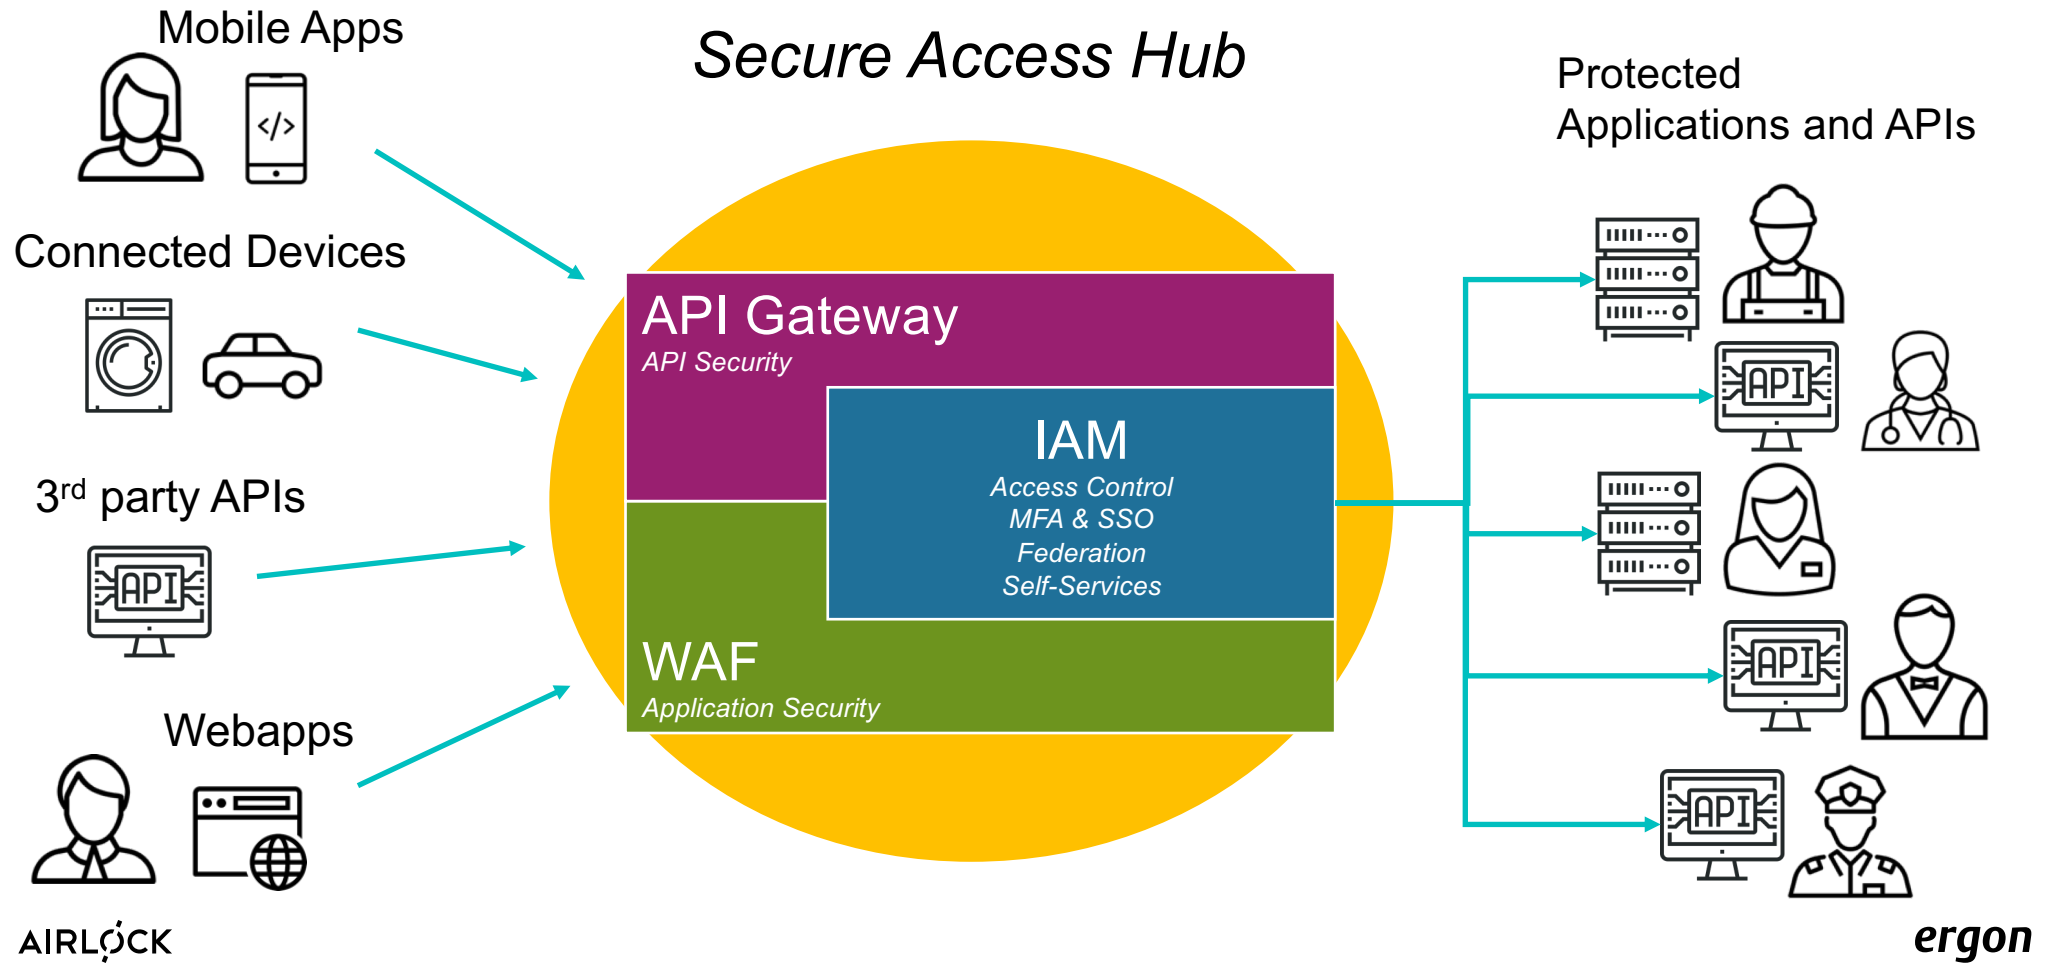 Mobile Apps
Secure Access Hub
Protected
Applications and APIs
</>
Connected Devices
API Gateway
API Security
API
IAM
Access Control
MFA & SSO
Federation
Self-Services
3rd party APIs
API
API
WAF
Application Security
Webapps
API
AIRLOCK
ergon